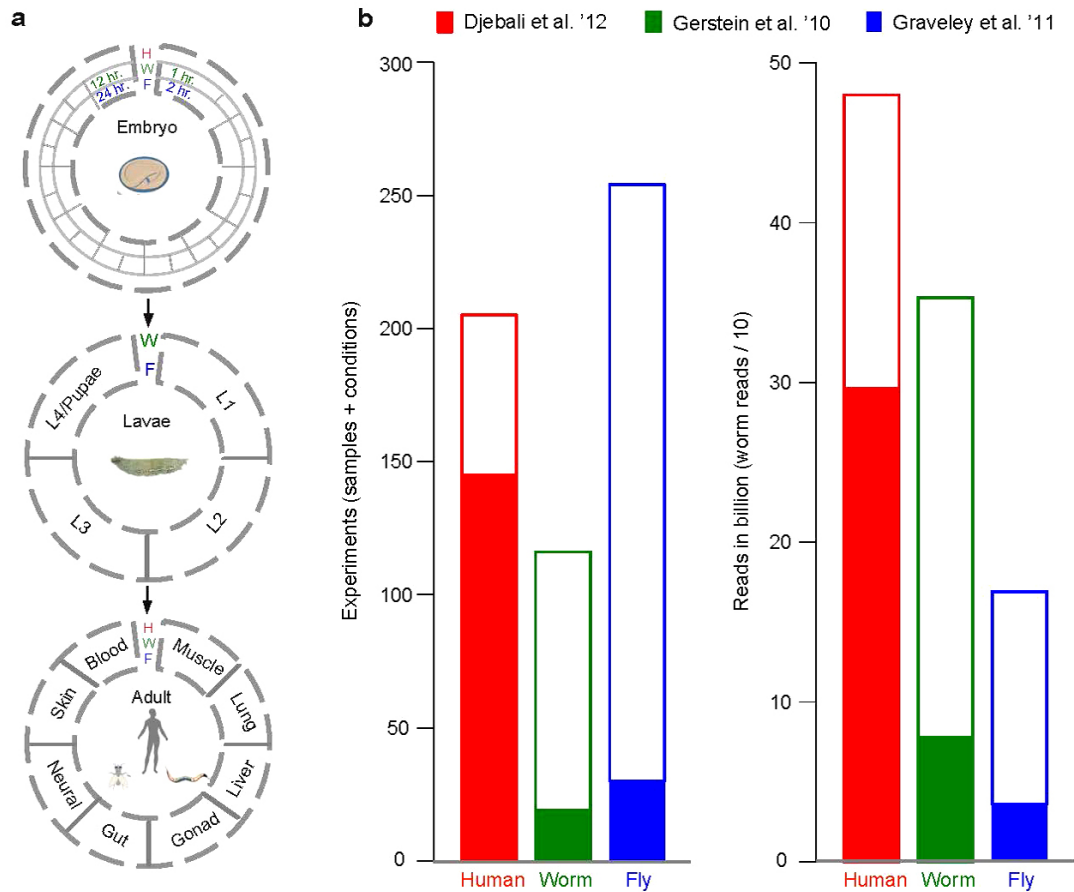 a
H
W
F
12 hr.
24 hr.
1 hr.
2 hr.
Embryo
W
F
L4/Pupae
L1
Lavae
L3
L2
H
W
F
Blood
Muscle
Skin
Adult
Lung
Neural
Liver
Gut
Gonad
b
Djebali et al. '12
Gerstein et al. '10
Graveley et al. '11
Experiments (samples + conditions)
300
250
200
150
100
50
0
Human
Worm
Fly
Reads in billion (worm reads / 10)
50
40
30
20
10
0
Human
Worm
Fly